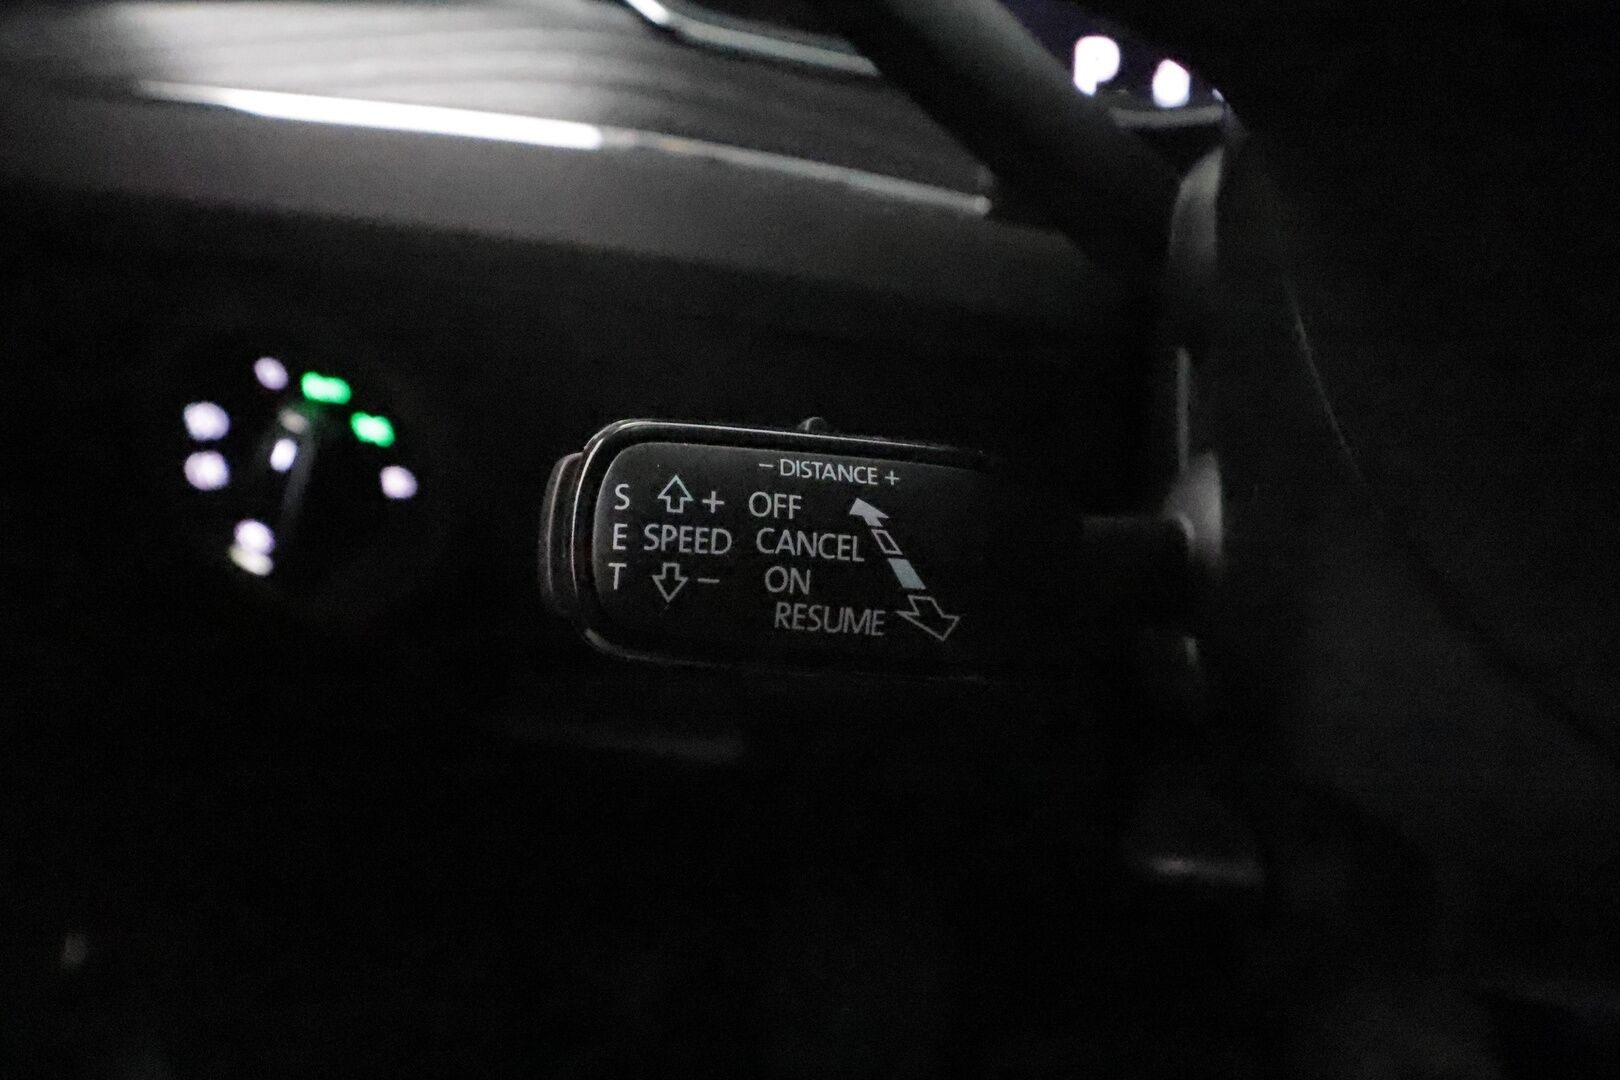 P
− DISTANCE +
S + OFF
E SPEED CANCEL
T − ON
RESUME